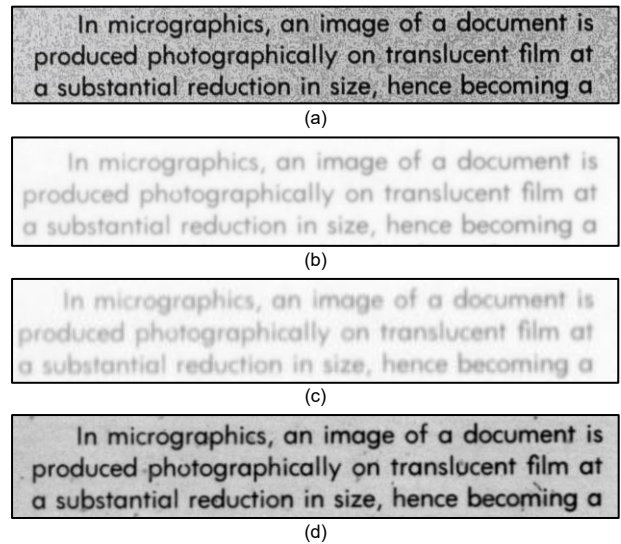 In micrographics, an image of a document is
produced photographically on translucent film at
a substantial reduction in size, hence becoming a
(a)
In micrographics, an image of a document is
produced photographically on translucent film at
a substantial reduction in size, hence becoming a
(b)
In micrographics, an image of a document is
produced photographically on translucent film at
a substantial reduction in size, hence becoming a
(c)
In micrographics, an image of a document is
produced photographically on translucent film at
a substantial reduction in size, hence becoming a
(d)